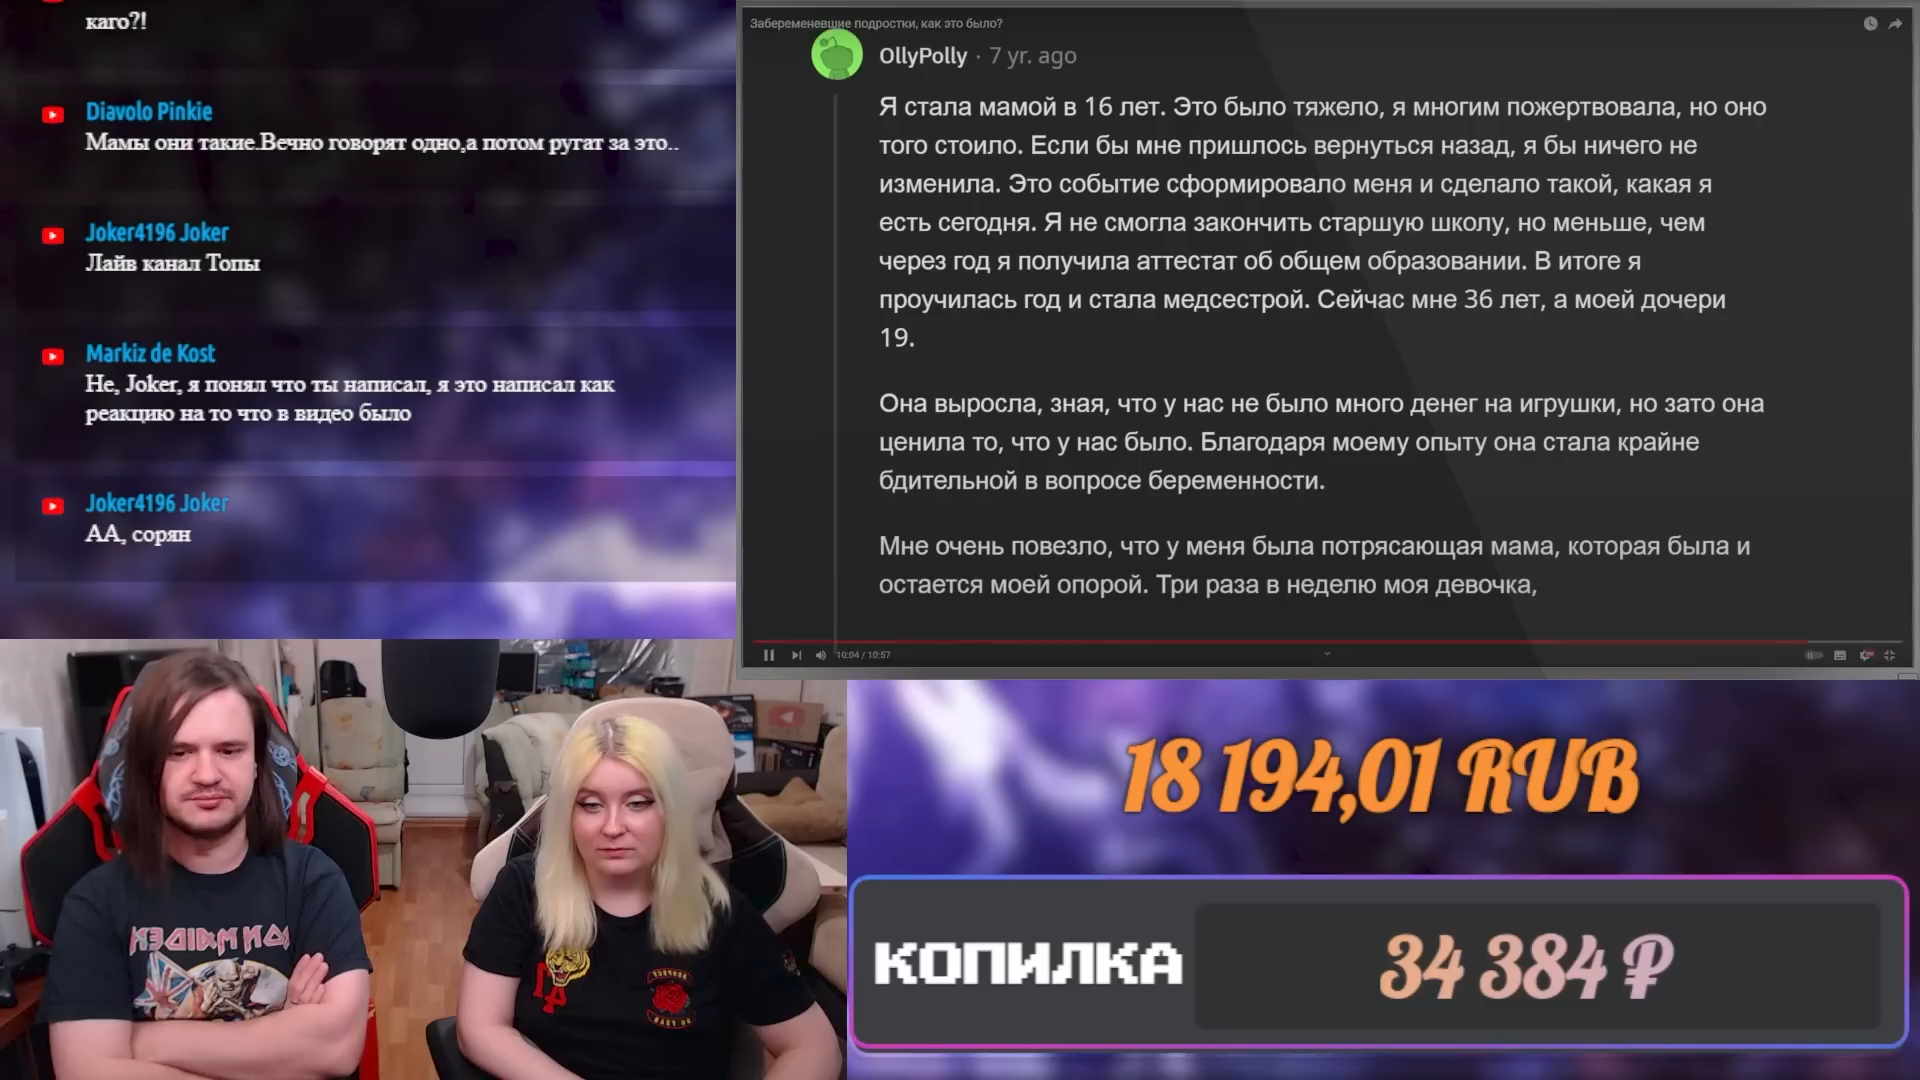 каго?!
Diavolo Pinkie
Мамы они такие.Вечно говорят одно,а потом ругат за это..
Joker4196 Joker
Лайв канал Топы
Markiz de Kost
Не, Joker, я понял что ты написал, я это написал как
реакцию на то что в видео было
Joker4196 Joker
АА, сорян
Забеременевшие подростки, как это было?
OllyPolly · 7 yr. ago
Я стала мамой в 16 лет. Это было тяжело, я многим пожертвовала, но оно
того стоило. Если бы мне пришлось вернуться назад, я бы ничего не
изменила. Это событие сформировало меня и сделало такой, какая я
есть сегодня. Я не смогла закончить старшую школу, но меньше, чем
через год я получила аттестат об общем образовании. В итоге я
проучилась год и стала медсестрой. Сейчас мне 36 лет, а моей дочери
19.
Она выросла, зная, что у нас не было много денег на игрушки, но зато она
ценила то, что у нас было. Благодаря моему опыту она стала крайне
бдительной в вопросе беременности.
Мне очень повезло, что у меня была потрясающая мама, которая была и
остается моей опорой. Три раза в неделю моя девочка,
10:04 / 10:57
18 194,01 RUB
КОПИЛКА
34 384 ₽